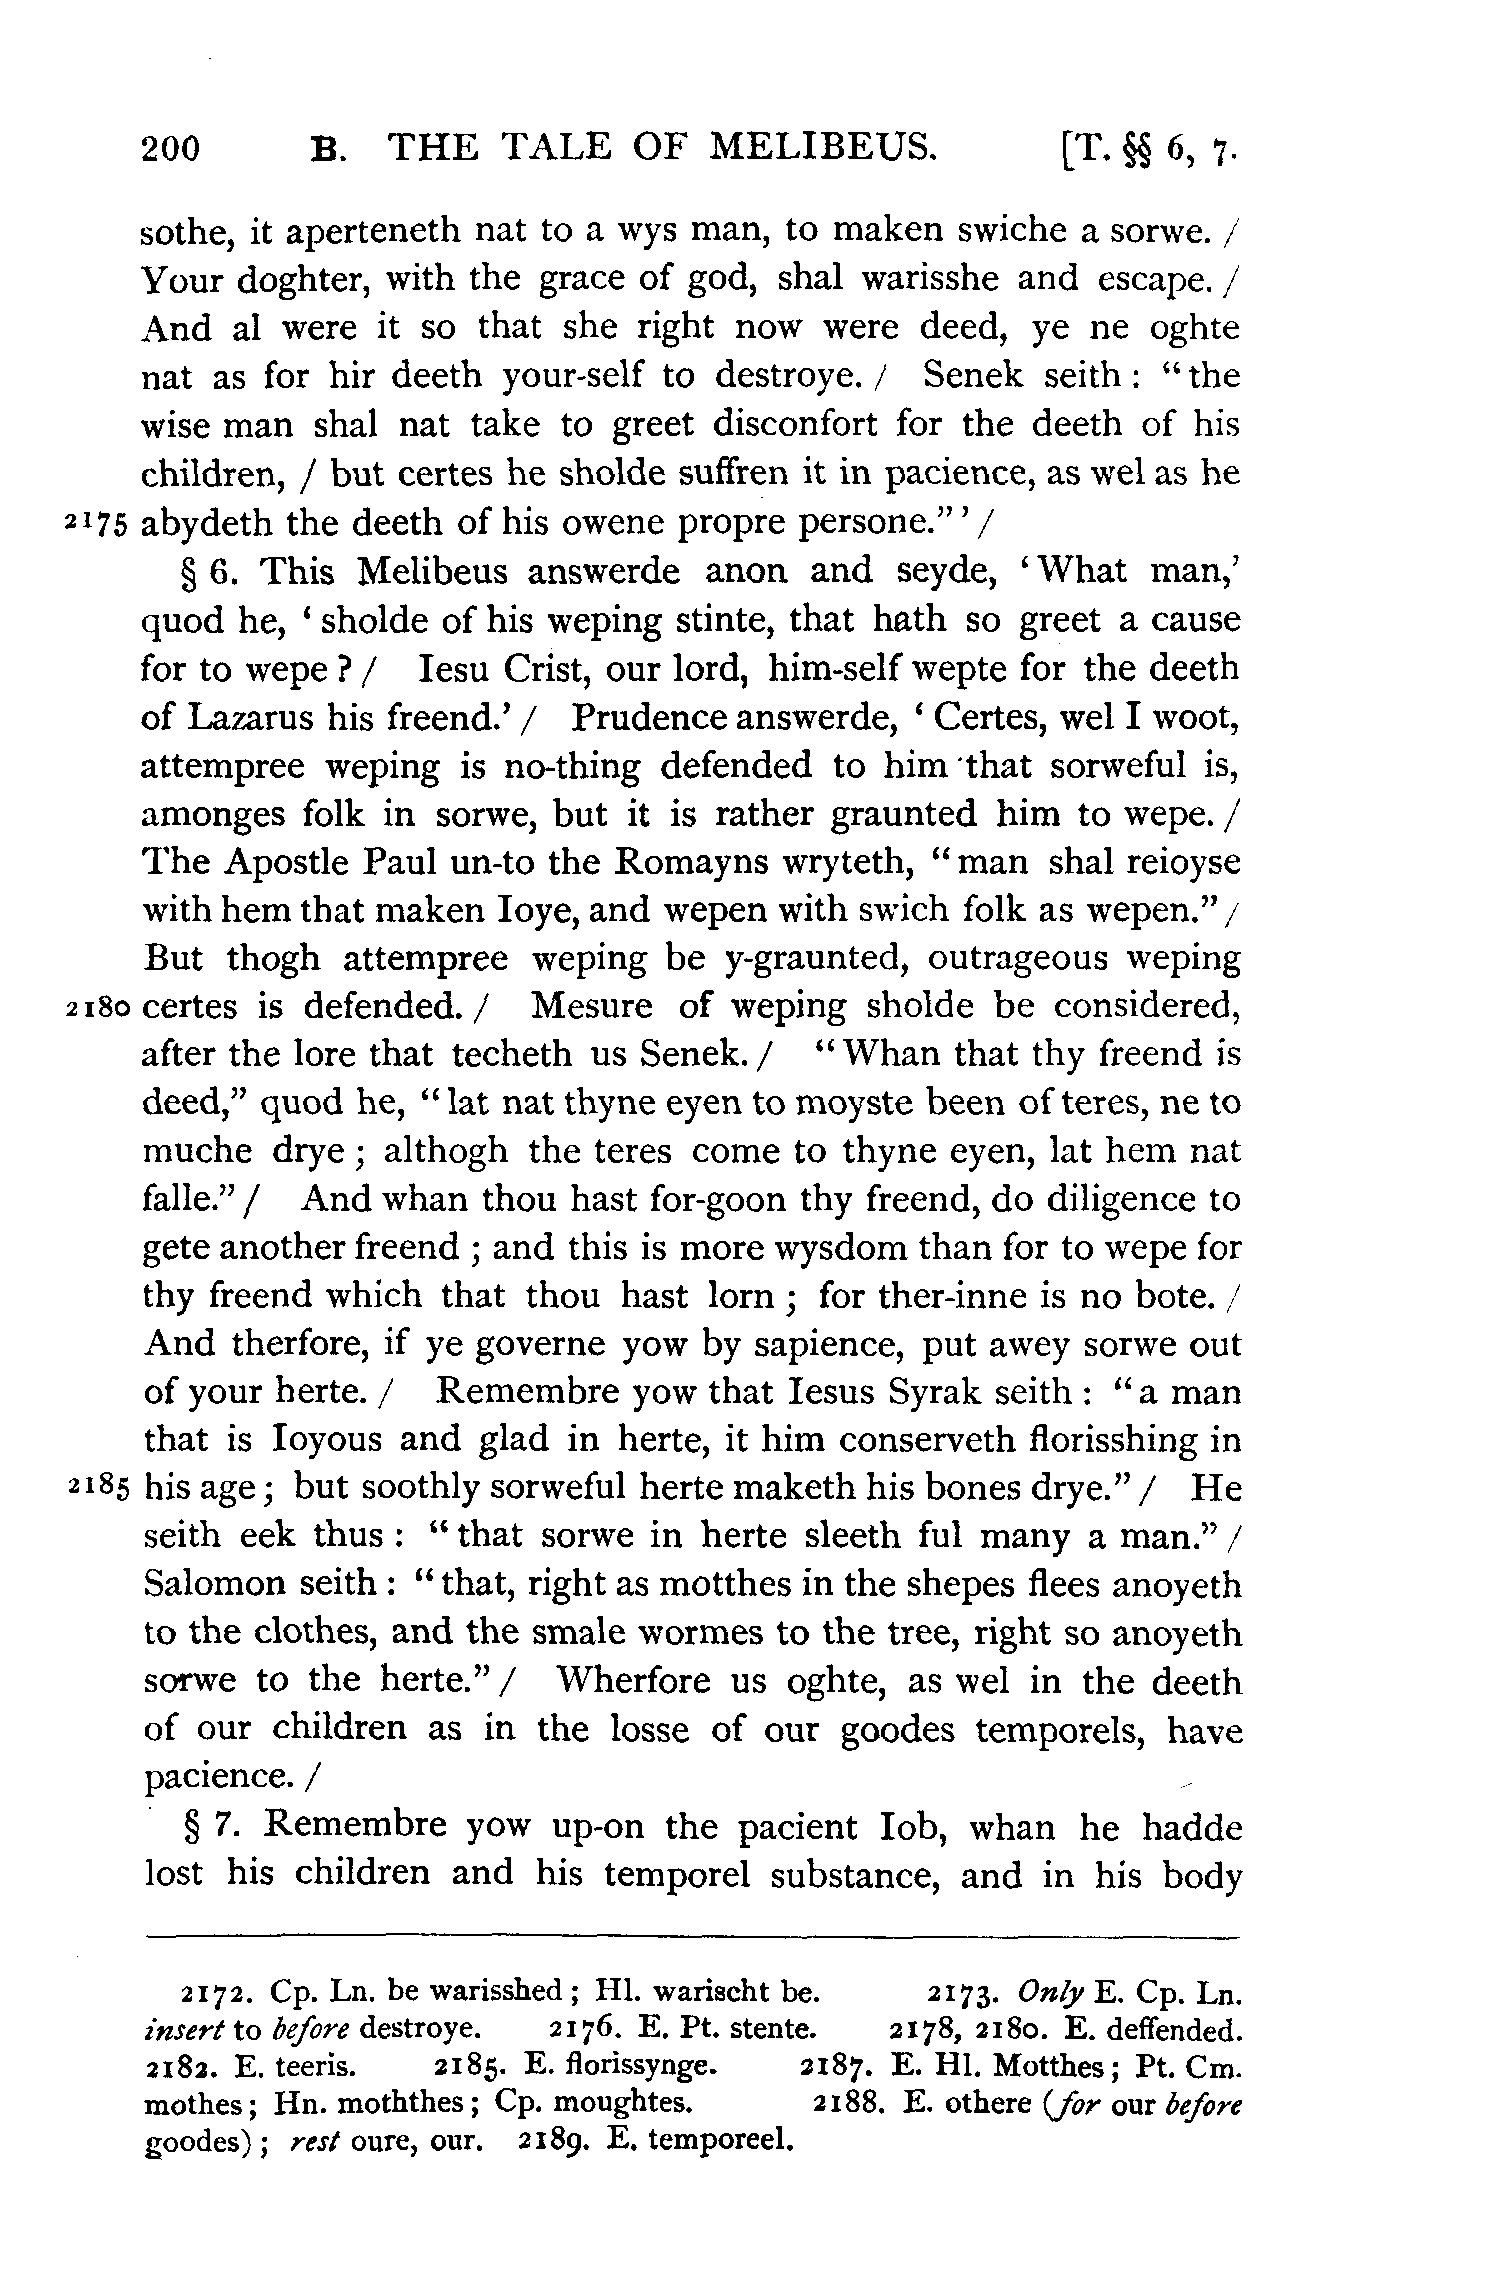 200 B. THE TALE OF MELIBEUS. [T. §§ 6, 7.
sothe, it aperteneth nat to a wys man, to maken swiche a sorwe. /
Your doghter, with the grace of god, shal warisshe and escape. /
And al were it so that she right now were deed, ye ne oghte
nat as for hir deeth your-self to destroye. / Senek seith : “the
wise man shal nat take to greet disconfort for the deeth of his
children, / but certes he sholde suffren it in pacience, as wel as he
2175 abydeth the deeth of his owene propre persone.” ’ /
§ 6. This Melibeus answerde anon and seyde, ‘What man,’
quod he, ‘sholde of his weping stinte, that hath so greet a cause
for to wepe ? / Iesu Crist, our lord, him-self wepte for the deeth
of Lazarus his freend.’ / Prudence answerde, ‘Certes, wel I woot,
attempree weping is no-thing defended to him that sorweful is,
amonges folk in sorwe, but it is rather graunted him to wepe. /
The Apostle Paul un-to the Romayns wryteth, “man shal reioyse
with hem that maken Ioye, and wepen with swich folk as wepen.” /
But thogh attempree weping be y-graunted, outrageous weping
2180 certes is defended. / Mesure of weping sholde be considered,
after the lore that techeth us Senek. / “Whan that thy freend is
deed,” quod he, “lat nat thyne eyen to moyste been of teres, ne to
muche drye ; althogh the teres come to thyne eyen, lat hem nat
falle.” / And whan thou hast for-goon thy freend, do diligence to
gete another freend ; and this is more wysdom than for to wepe for
thy freend which that thou hast lorn ; for ther-inne is no bote. /
And therfore, if ye governe yow by sapience, put awey sorwe out
of your herte. / Remembre yow that Iesus Syrak seith : “a man
that is Ioyous and glad in herte, it him conserveth florisshing in
2185 his age ; but soothly sorweful herte maketh his bones drye.” / He
seith eek thus : “that sorwe in herte sleeth ful many a man.” /
Salomon seith : “that, right as motthes in the shepes flees anoyeth
to the clothes, and the smale wormes to the tree, right so anoyeth
sorwe to the herte.” / Wherfore us oghte, as wel in the deeth
of our children as in the losse of our goodes temporels, have
pacience. /
§ 7. Remembre yow up-on the pacient Iob, whan he hadde
lost his children and his temporel substance, and in his body
2172. Cp. Ln. be warisshed ; Hl. warischt be. 2173. Only E. Cp. Ln.
insert to before destroye. 2176. E. Pt. stente. 2178, 2180. E. deffended.
2182. E. teeris. 2185. E. florissynge. 2187. E. Hl. Motthes ; Pt. Cm.
mothes ; Hn. moththes ; Cp. moughtes. 2188. E. othere (for our before
goodes) ; rest oure, our. 2189. E. temporeel.